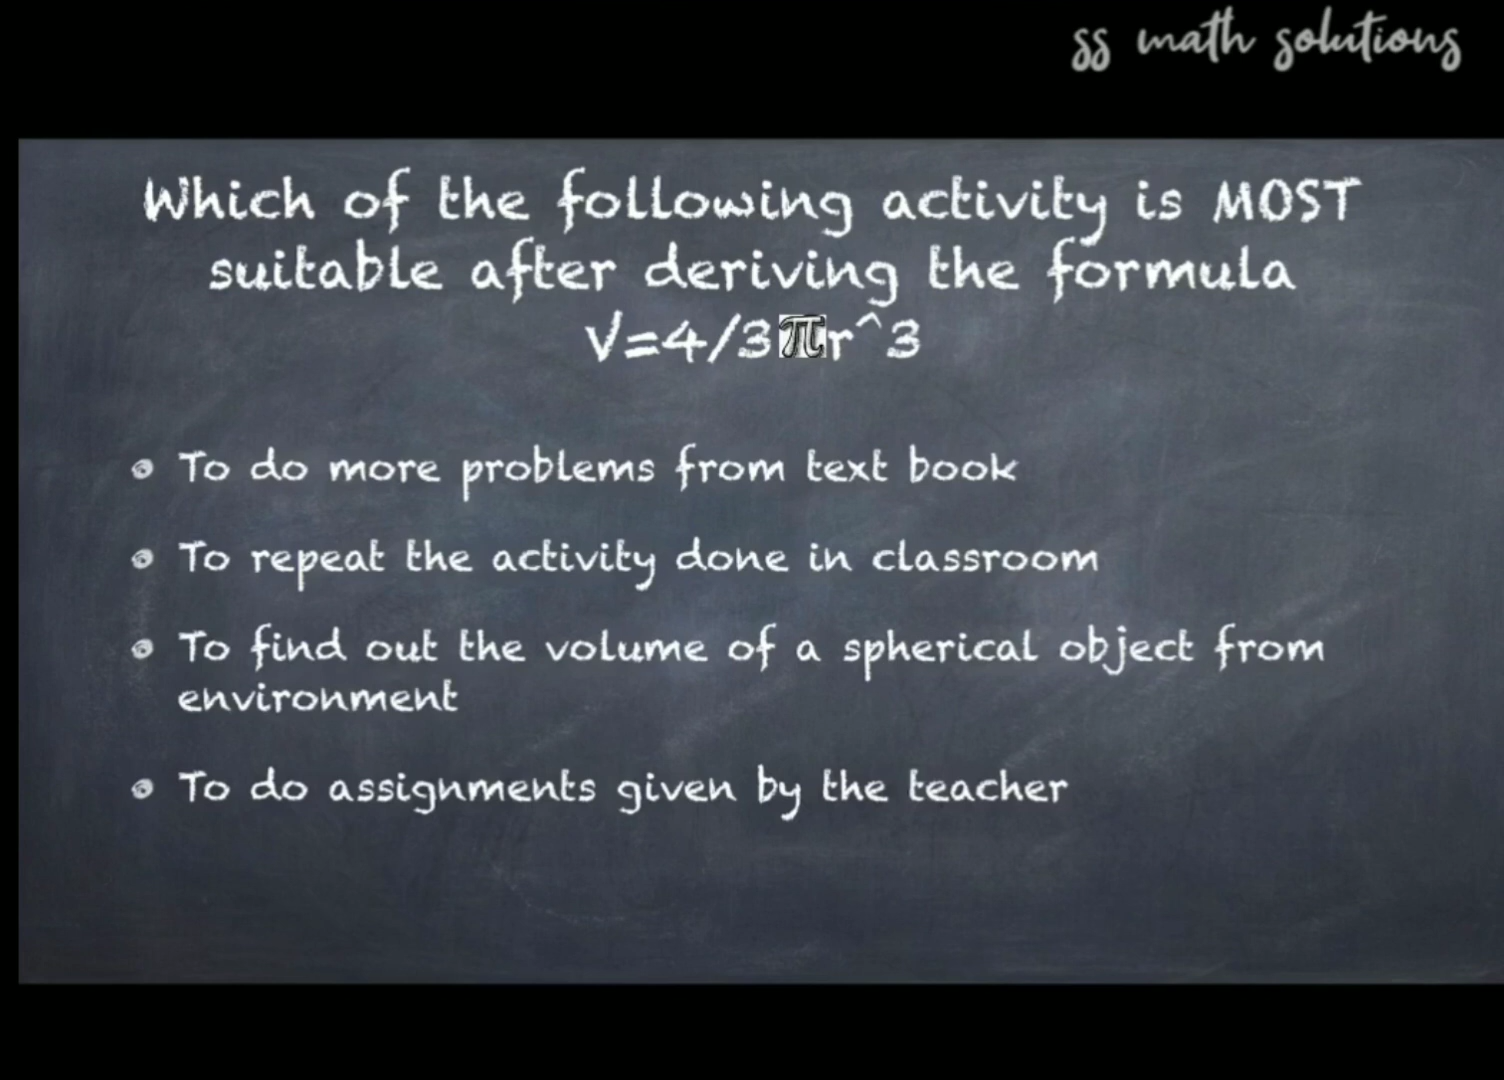 ss math solutions
Which of the following activity is MOST
suitable after deriving the formula
V=4/3πr^3
To do more problems from text book
To repeat the activity done in classroom
To find out the volume of a spherical object from
environment
To do assignments given by the teacher